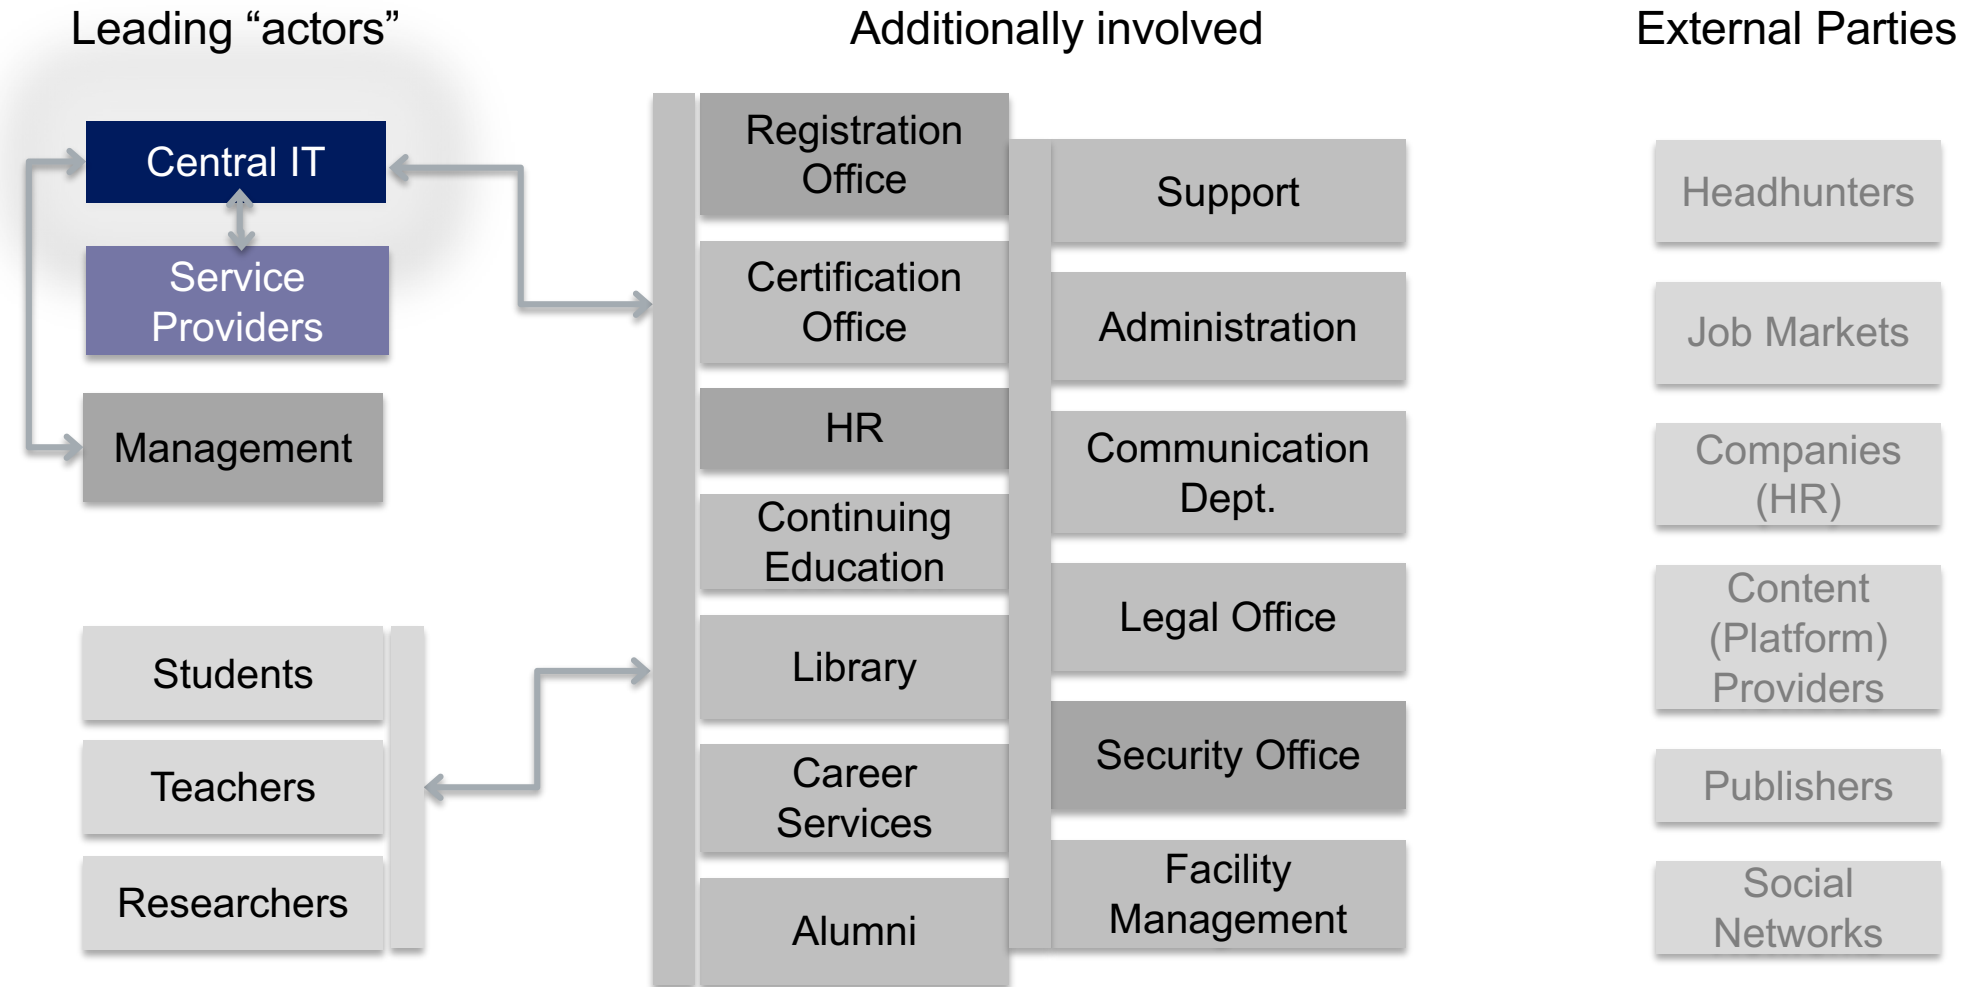 Leading “actors”
Central IT
Service
Providers
Management
Students
Teachers
Researchers
Additionally involved
Registration
Office
Certification
Office
HR
Continuing
Education
Library
Career
Services
Alumni
Support
Administration
Communication
Dept.
Legal Office
Security Office
Facility
Management
External Parties
Headhunters
Job Markets
Companies
(HR)
Content
(Platform)
Providers
Publishers
Social
Networks